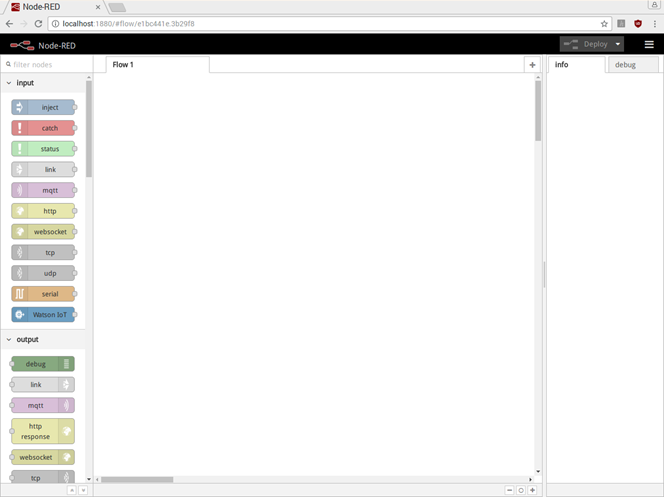 Node-RED
localhost:1880/#flow/e1bc441e.3b29f8
Node-RED
Deploy
filter nodes
Flow 1
info
debug
input
inject
catch
status
link
mqtt
http
websocket
tcp
udp
serial
Watson IoT
output
debug
link
mqtt
http
response
websocket
tcp